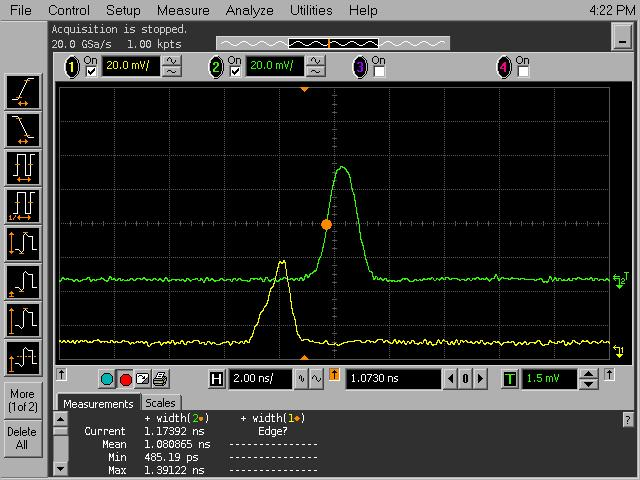 File Control Setup Measure Analyze Utilities Help 4:22 PM
Acquisition is stopped.
20.0 GSa/s 1.00 kpts
1 On 20.0 mV/ 2 On 20.0 mV/ 3 On 4 On
H 2.00 ns/ 1.0730 ns 0 T 1.5 mV
More
(1of 2)
Delete
All
Measurements Scales
+ width(2) + width(1)
Current 1.17392 ns Edge?
Mean 1.080865 ns ---------------
Min 485.19 ps ---------------
Max 1.39122 ns ---------------
?